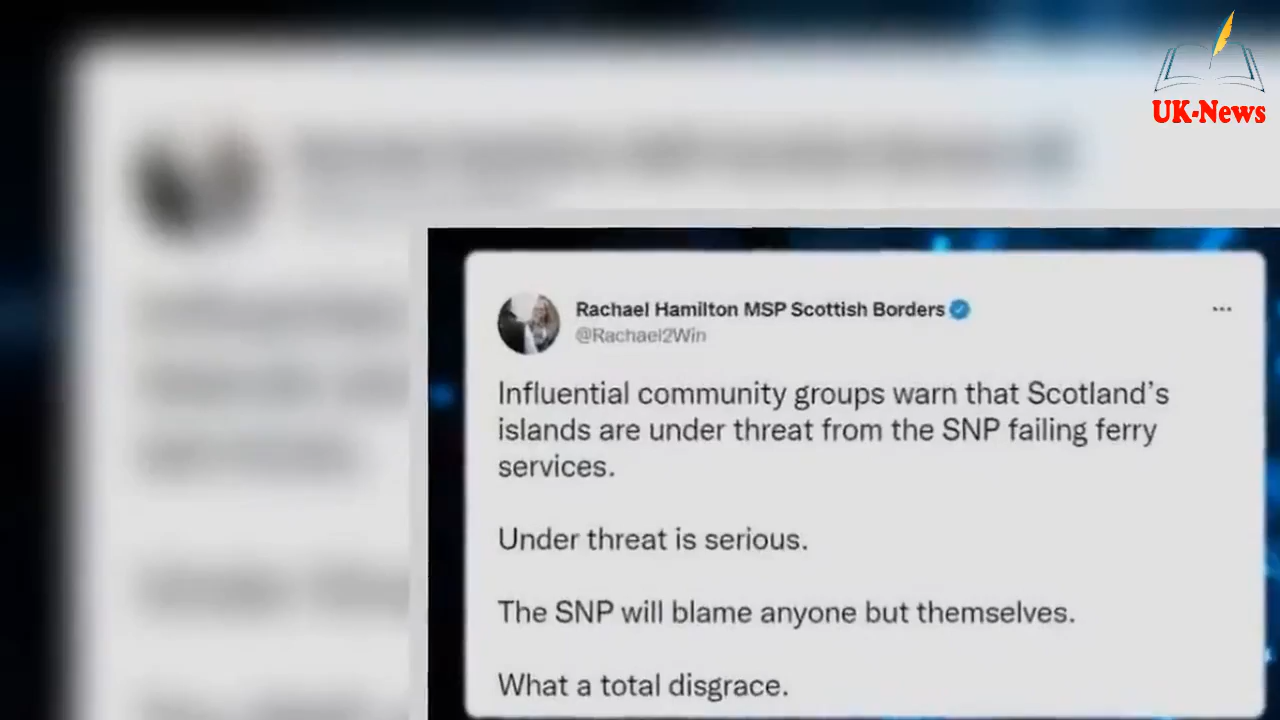 UK-News
Rachael Hamilton MSP Scottish Borders
@Rachael2Win
Influential community groups warn that Scotland's
islands are under threat from the SNP failing ferry
services.
Under threat is serious.
The SNP will blame anyone but themselves.
What a total disgrace.